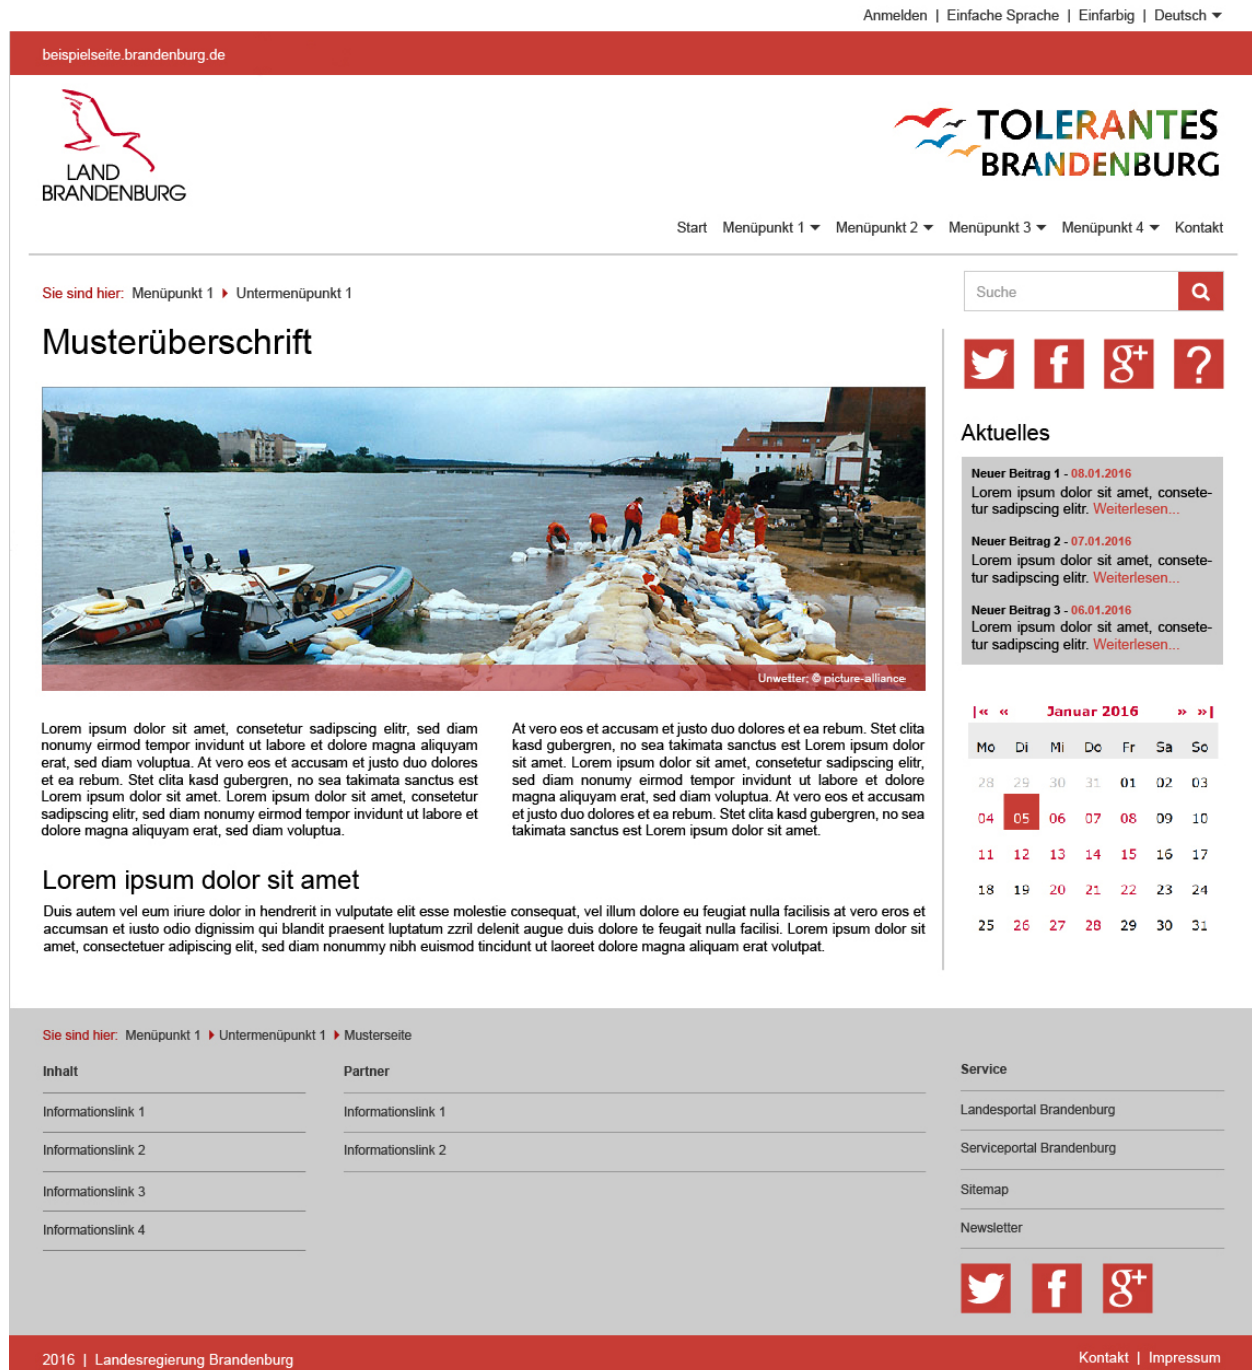 Anmelden | Einfache Sprache | Einfarbig | Deutsch
beispielseite.brandenburg.de
LAND
BRANDENBURG
TOLERANTES
BRANDENBURG
Start Menüpunkt 1 Menüpunkt 2 Menüpunkt 3 Menüpunkt 4 Kontakt
Sie sind hier: Menüpunkt 1 Untermenüpunkt 1
Suche
Musterüberschrift
Unwetter; © picture-alliance
Lorem ipsum dolor sit amet, consetetur sadipscing elitr, sed diam
nonumy eirmod tempor invidunt ut labore et dolore magna aliquyam
erat, sed diam voluptua. At vero eos et accusam et justo duo dolores
et ea rebum. Stet clita kasd gubergren, no sea takimata sanctus est
Lorem ipsum dolor sit amet. Lorem ipsum dolor sit amet, consetetur
sadipscing elitr, sed diam nonumy eirmod tempor invidunt ut labore et
dolore magna aliquyam erat, sed diam voluptua.
At vero eos et accusam et justo duo dolores et ea rebum. Stet clita
kasd gubergren, no sea takimata sanctus est Lorem ipsum dolor
sit amet. Lorem ipsum dolor sit amet, consetetur sadipscing elitr,
sed diam nonumy eirmod tempor invidunt ut labore et dolore
magna aliquyam erat, sed diam voluptua. At vero eos et accusam
et justo duo dolores et ea rebum. Stet clita kasd gubergren, no sea
takimata sanctus est Lorem ipsum dolor sit amet.
Lorem ipsum dolor sit amet
Duis autem vel eum iriure dolor in hendrerit in vulputate elit esse molestie consequat, vel illum dolore eu feugiat nulla facilisis at vero eros et
accumsan et iusto odio dignissim qui blandit praesent luptatum zzril delenit augue duis dolore te feugait nulla facilisi. Lorem ipsum dolor sit
amet, consectetuer adipiscing elit, sed diam nonummy nibh euismod tincidunt ut laoreet dolore magna aliquam erat volutpat.
f g+ ?
Aktuelles
Neuer Beitrag 1 - 08.01.2016
Lorem ipsum dolor sit amet, consete-
tur sadipscing elitr. Weiterlesen...
Neuer Beitrag 2 - 07.01.2016
Lorem ipsum dolor sit amet, consete-
tur sadipscing elitr. Weiterlesen...
Neuer Beitrag 3 - 06.01.2016
Lorem ipsum dolor sit amet, consete-
tur sadipscing elitr. Weiterlesen...
|« « Januar 2016 » »|
Mo Di Mi Do Fr Sa So
28 29 30 31 01 02 03
04 05 06 07 08 09 10
11 12 13 14 15 16 17
18 19 20 21 22 23 24
25 26 27 28 29 30 31
Sie sind hier: Menüpunkt 1 Untermenüpunkt 1 Musterseite
Inhalt
Informationslink 1
Informationslink 2
Informationslink 3
Informationslink 4
Partner
Informationslink 1
Informationslink 2
Service
Landesportal Brandenburg
Serviceportal Brandenburg
Sitemap
Newsletter
f g+
2016 | Landesregierung Brandenburg
Kontakt | Impressum